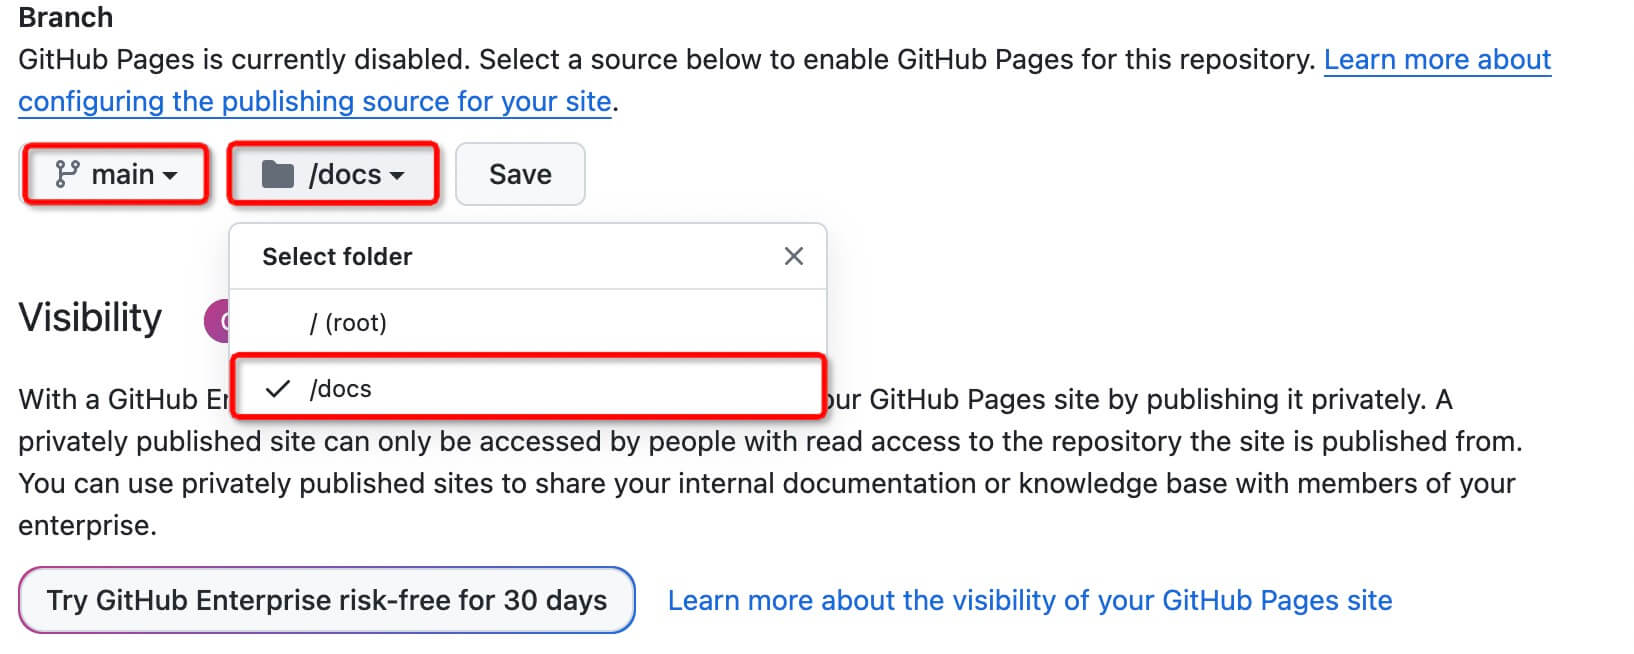 Branch
GitHub Pages is currently disabled. Select a source below to enable GitHub Pages for this repository. Learn more about
configuring the publishing source for your site.
main
/docs
Save
Select folder
/ (root)
Visibility
/docs
With a GitHub our GitHub Pages site by publishing it privately. A
privately published site can only be accessed by people with read access to the repository the site is published from.
You can use privately published sites to share your internal documentation or knowledge base with members of your
enterprise.
Try GitHub Enterprise risk-free for 30 days
Learn more about the visibility of your GitHub Pages site